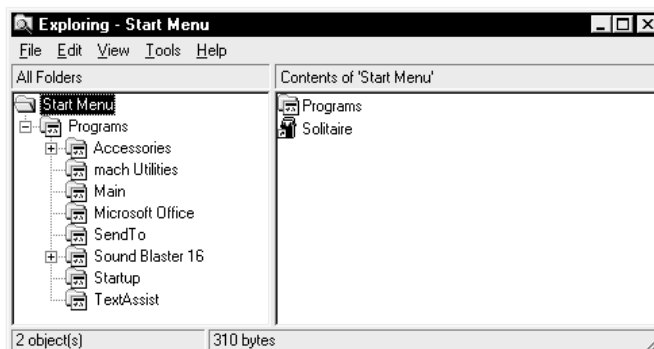 Exploring - Start Menu
File Edit View Tools Help
All Folders
Contents of 'Start Menu'
Start Menu
Programs
Accessories
mach Utilities
Main
Microsoft Office
SendTo
Sound Blaster 16
Startup
TextAssist
Programs
Solitaire
2 object(s)
310 bytes